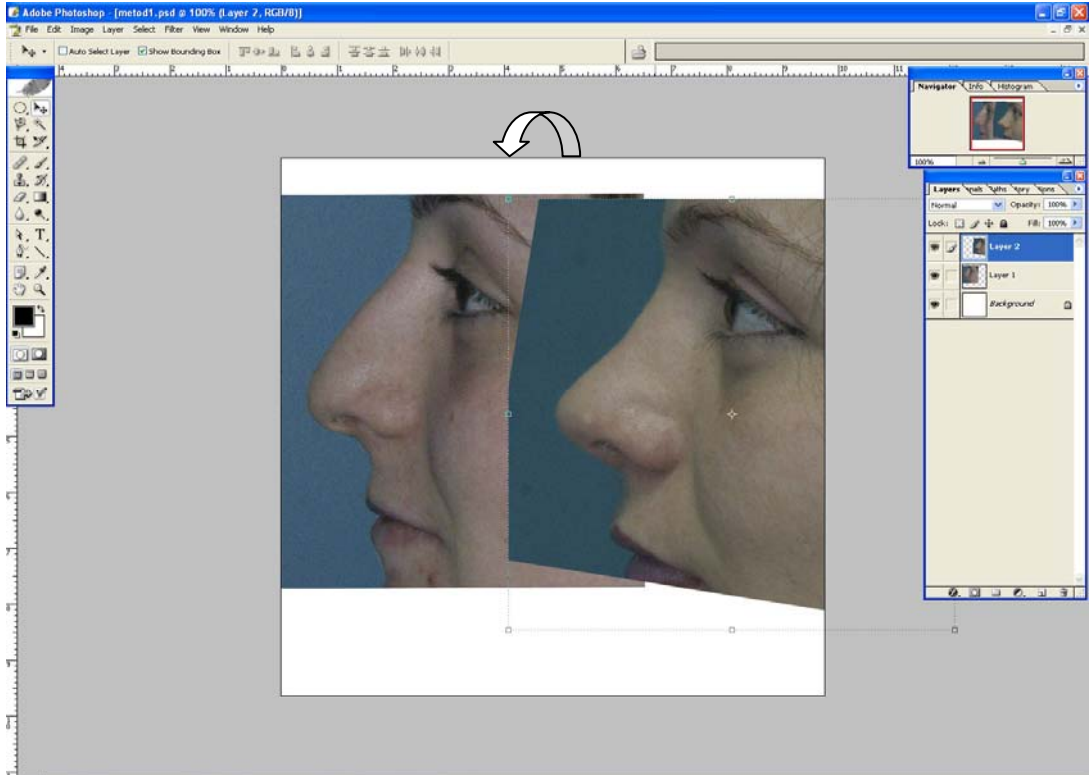 Adobe Photoshop - [metod1.psd @ 100% (Layer 2, RGB/8)]
File Edit Image Layer Select Filter View Window Help
Auto Select Layer Show Bounding Box
Navigator Info Histogram
100%
Layers
Normal Opacity: 100%
Lock: Fill: 100%
Layer 2
Layer 1
Background